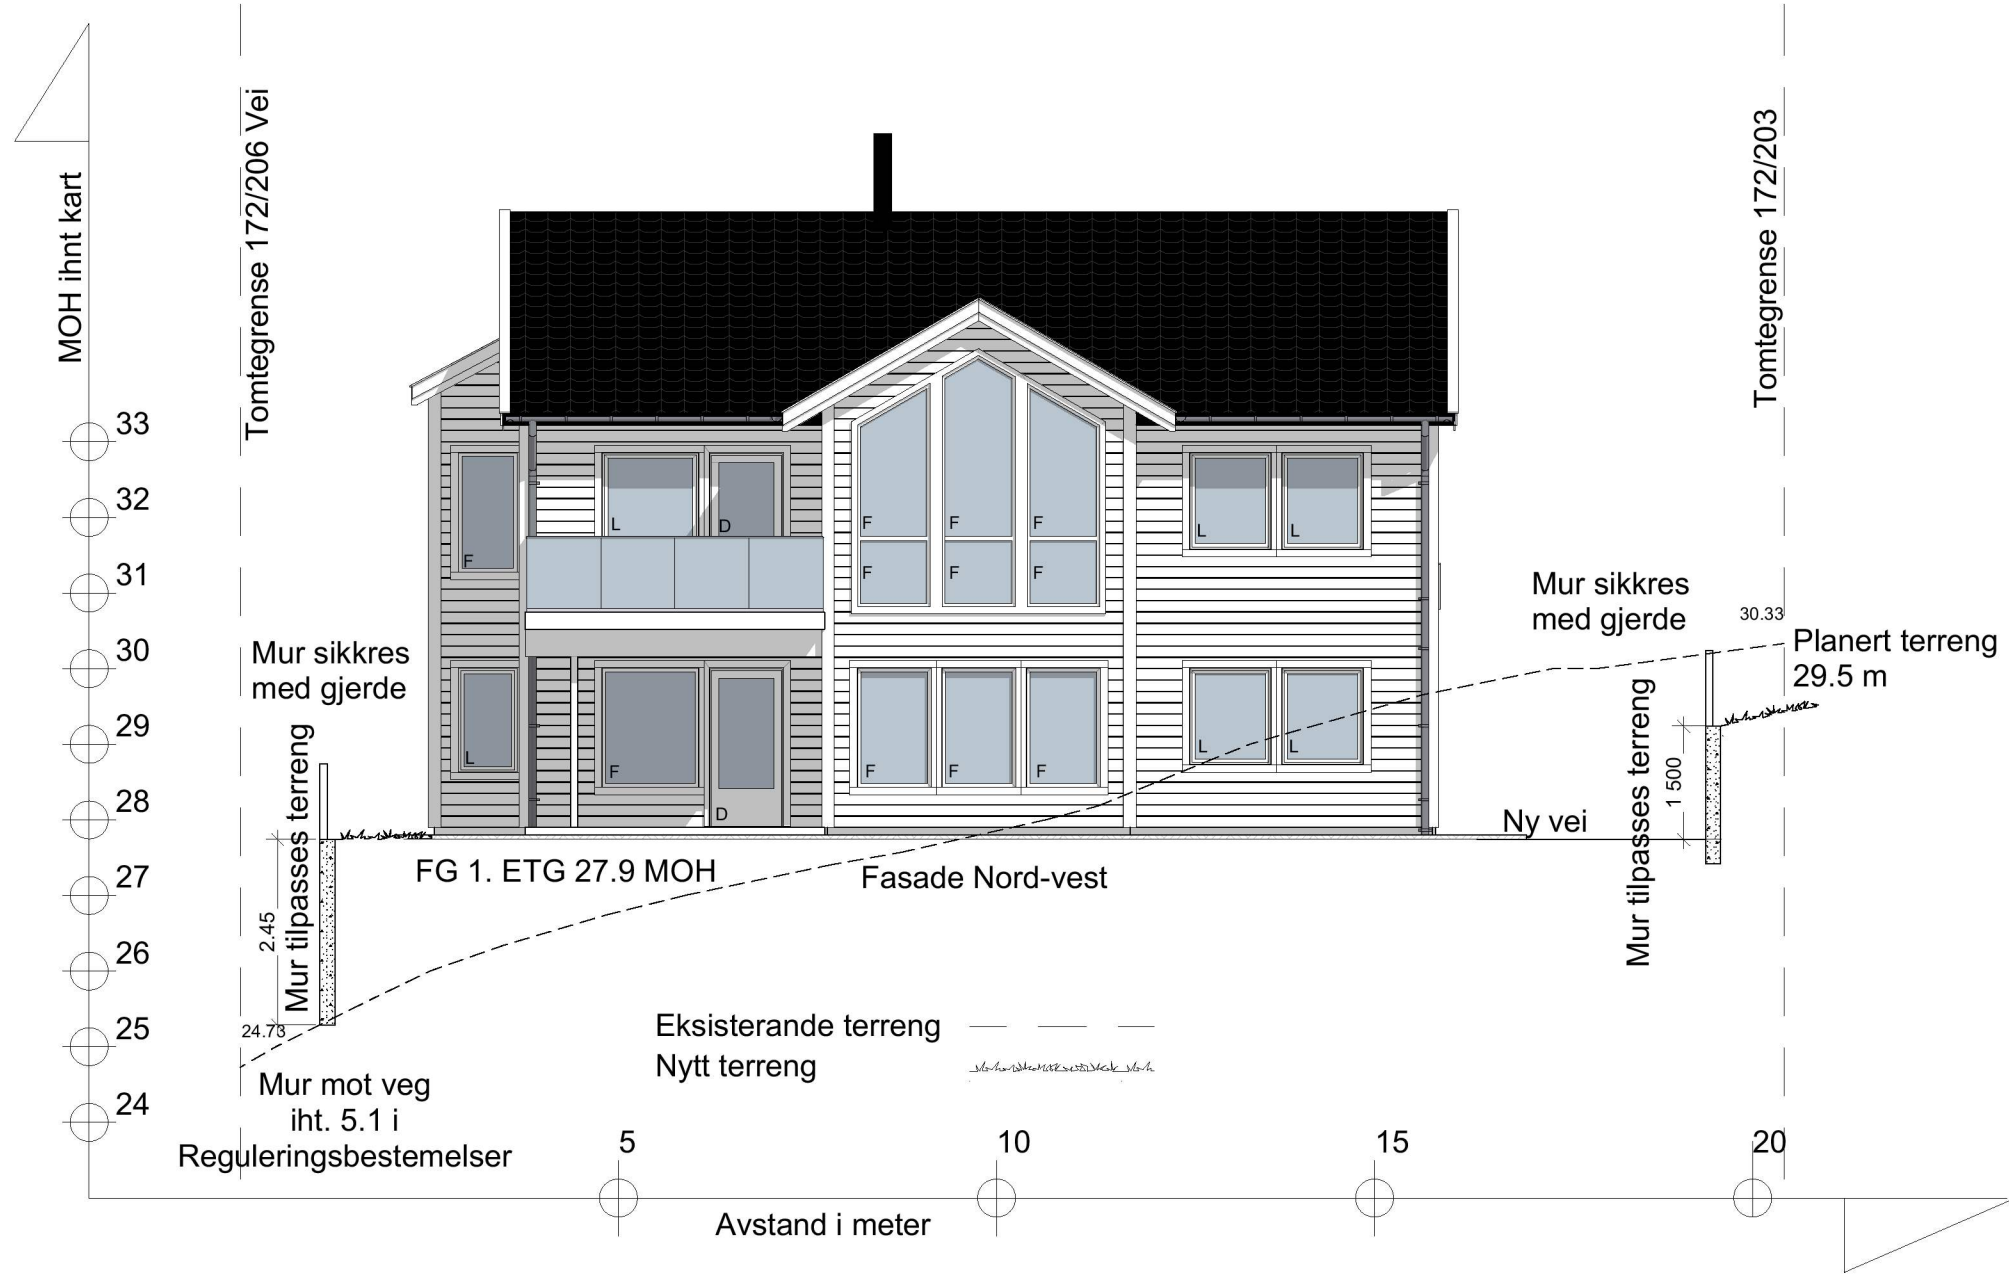 MOH ihnt kart
Tomtegrense 172/206 Vei
Tomtegrense 172/203
33
32
31
30
29
28
27
26
25
24
Mur sikkres
med gjerde
Mur tilpasses terreng
2.45
24.73
Mur mot veg
iht. 5.1 i
Reguleringsbestemelser
F
L
D
F
F
F
F
F
F
L
L
L
F
D
F
F
F
L
L
FG 1. ETG 27.9 MOH
Fasade Nord-vest
Mur sikkres
med gjerde
30.33
Planert terreng
29.5 m
Mur tilpasses terreng
1 500
Ny vei
Eksisterande terreng
Nytt terreng
5
10
15
20
Avstand i meter